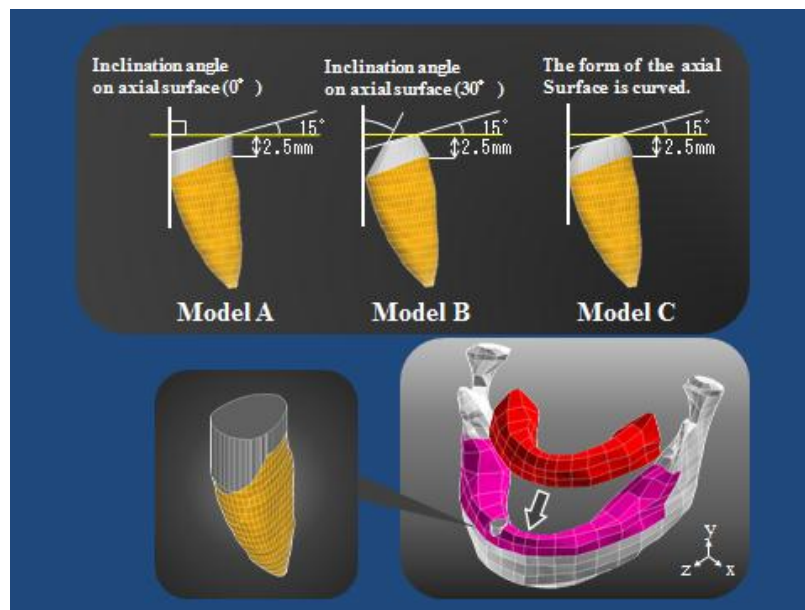 Inclination angle
on axial surface(0°)
15°
2.5mm
Model A
Inclination angle
on axial surface(30°)
15°
2.5mm
Model B
The form of the axial
Surface is curved.
15°
2.5mm
Model C
y
z
x